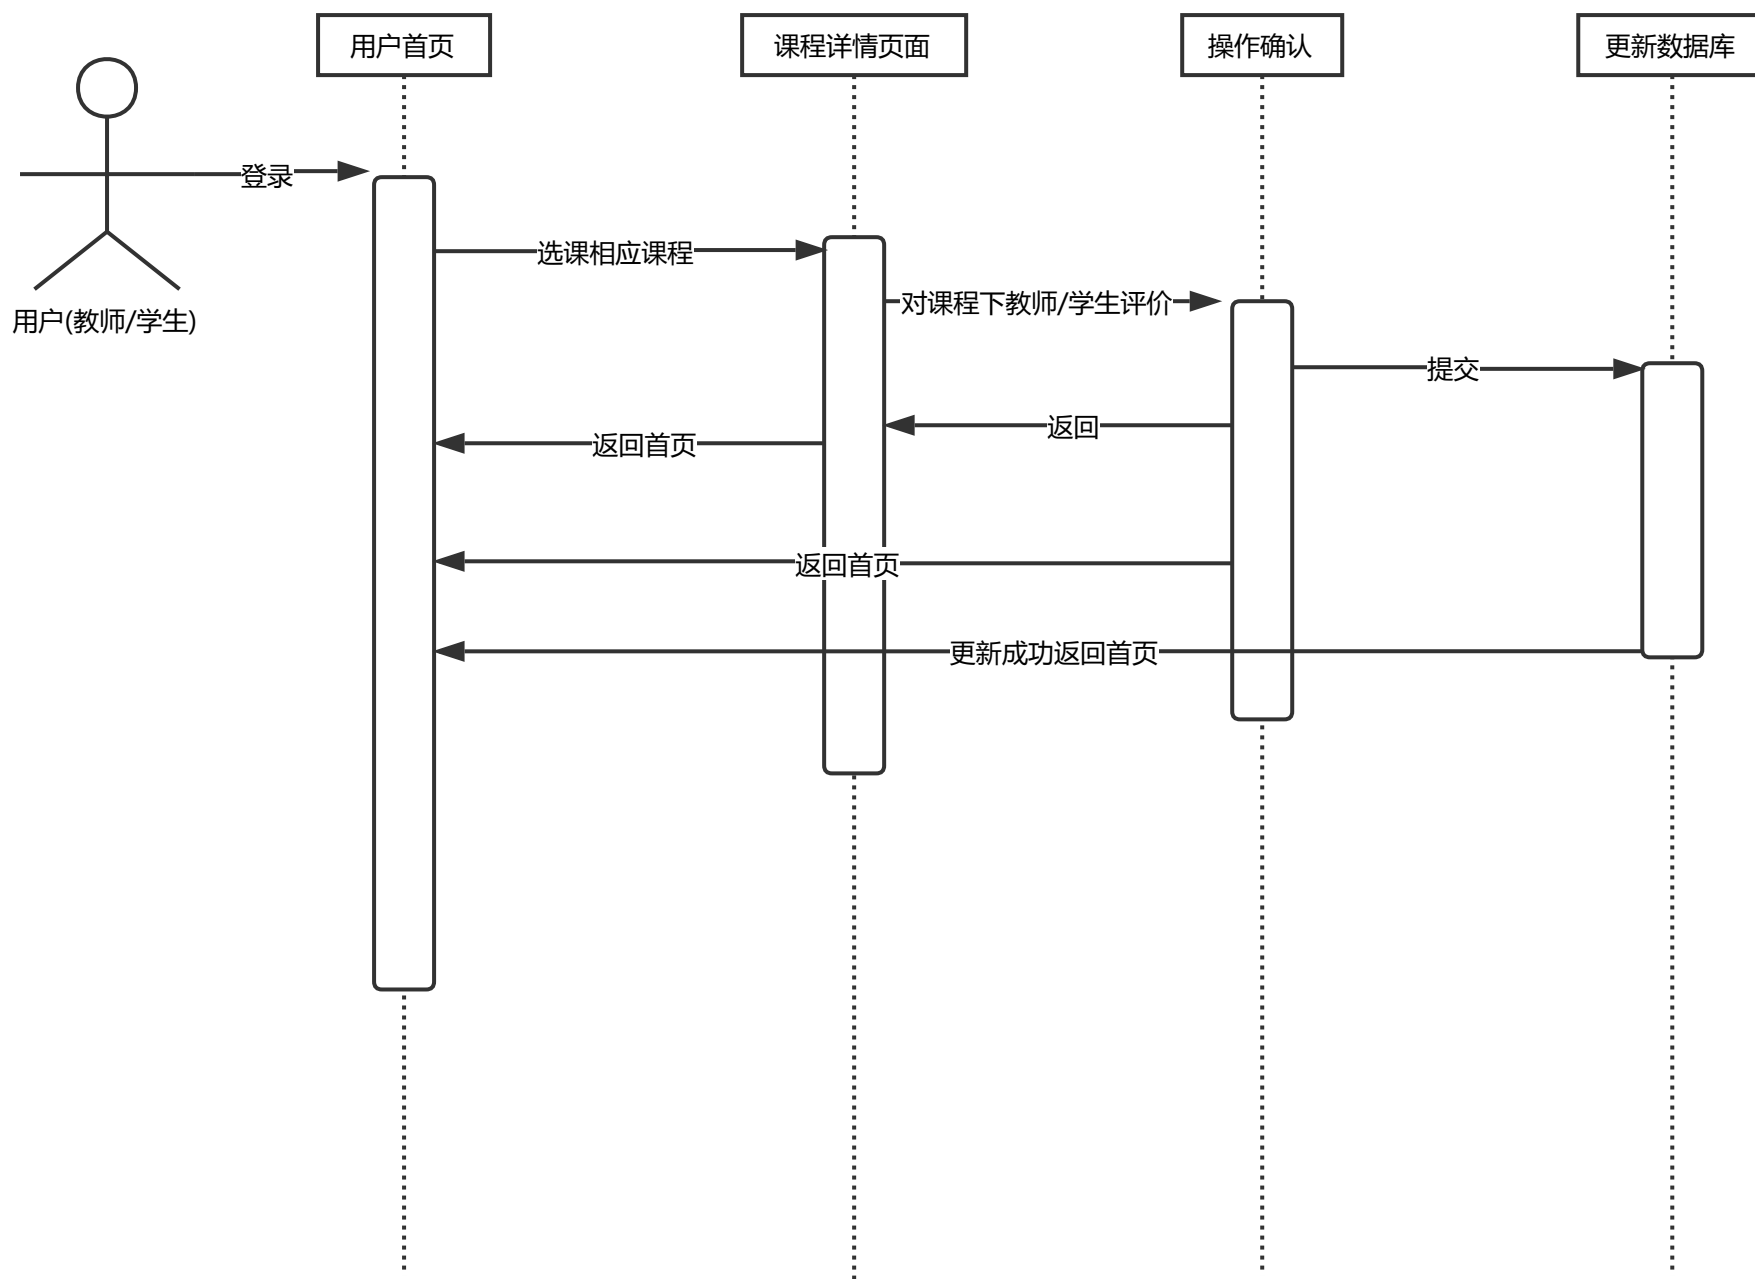 用户首页
课程详情页面
操作确认
更新数据库
登录
选课相应课程
对课程下教师/学生评价
用户(教师/学生)
提交
返回
返回首页
返回首页
更新成功返回首页